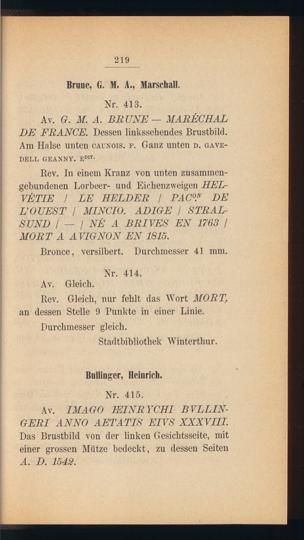 219
Brune, G. M. A., Marschall.
Nr. 413.
Av. G. M. A. BRUNE — MARÉCHAL
DE FRANCE. Dessen linkssehendes Brustbild.
Am Halse unten CAUNOIS. F. Ganz unten D. GAVE-
DELL GEANNY. EDIT.
Rev. In einem Kranz von unten zusammen-
gebundenen Lorbeer- und Eichenzweigen HEL-
VÉTIE / LE HELDER / PACON DE
L'OUEST / MINCIO. ADIGE / STRAL-
SUND / — / NÉ A BRIVES EN 1763 /
MORT A AVIGNON EN 1815.
Bronce, versilbert. Durchmesser 41 mm.
Nr. 414.
Av. Gleich.
Rev. Gleich, nur fehlt das Wort MORT,
an dessen Stelle 9 Punkte in einer Linie.
Durchmesser gleich.
Stadtbibliothek Winterthur.
Bullinger, Heinrich.
Nr. 415.
Av. IMAGO HEINRYCHI BVLLIN-
GERI ANNO AETATIS EIVS XXXVIII.
Das Brustbild von der linken Gesichtsseite, mit
einer grossen Mütze bedeckt, zu dessen Seiten
A. D. 1542.